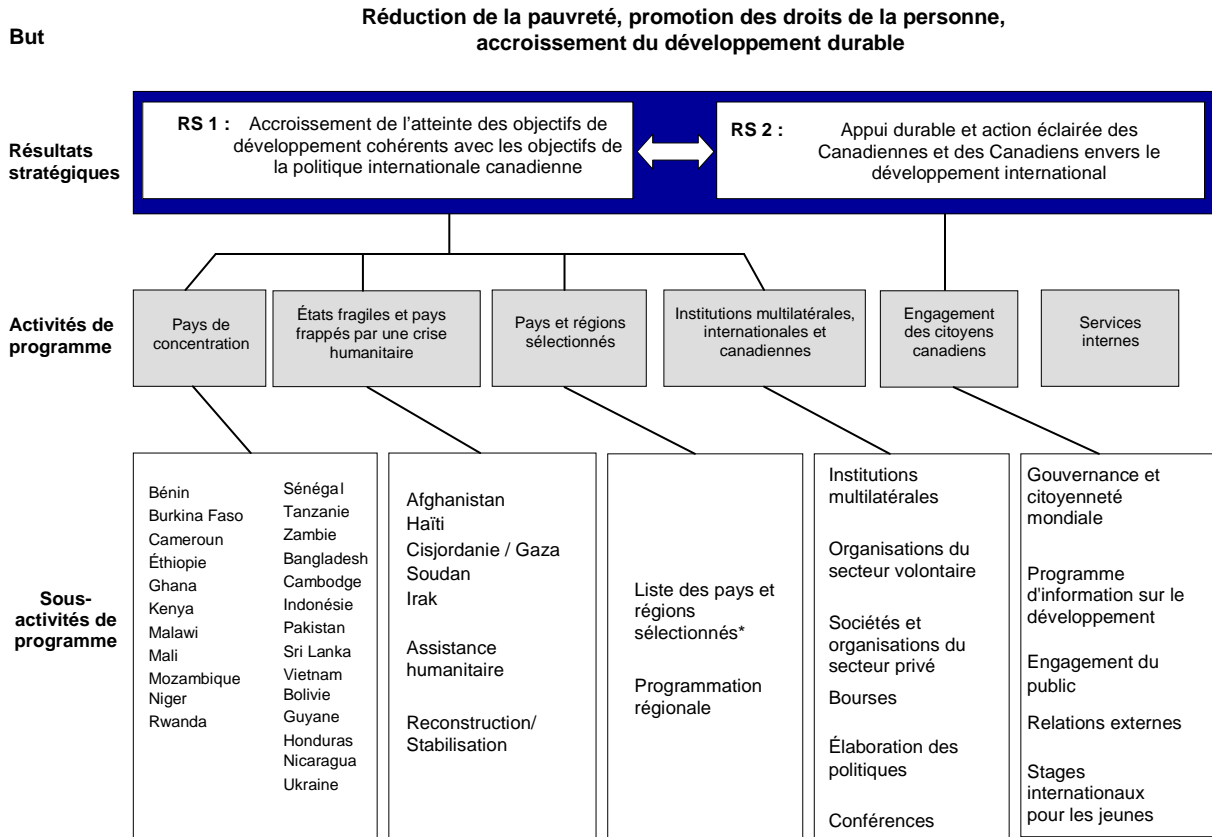 But
Réduction de la pauvreté, promotion des droits de la personne,
accroissement du développement durable
Résultats
stratégiques
RS 1 : Accroissement de l'atteinte des objectifs de
développement cohérents avec les objectifs de
la politique internationale canadienne
RS 2 : Appui durable et action éclairée des
Canadiennes et des Canadiens envers le
développement international
Activités de
programme
Pays de
concentration
États fragiles et pays
frappés par une crise
humanitaire
Pays et régions
sélectionnés
Institutions multilatérales,
internationales et
canadiennes
Engagement
des citoyens
canadiens
Services
internes
Sous-
activités de
programme
Bénin
Burkina Faso
Cameroun
Éthiopie
Ghana
Kenya
Malawi
Mali
Mozambique
Niger
Rwanda
Sénégal
Tanzanie
Zambie
Bangladesh
Cambodge
Indonésie
Pakistan
Sri Lanka
Vietnam
Bolivie
Guyane
Honduras
Nicaragua
Ukraine
Afghanistan
Haïti
Cisjordanie / Gaza
Soudan
Irak
Assistance
humanitaire
Reconstruction/
Stabilisation
Liste des pays et
régions
sélectionnés*
Programmation
régionale
Institutions
multilatérales
Organisations du
secteur volontaire
Sociétés et
organisations du
secteur privé
Bourses
Élaboration des
politiques
Conférences
Gouvernance et
citoyenneté
mondiale
Programme
d'information sur le
développement
Engagement du
public
Relations externes
Stages
internationaux
pour les jeunes